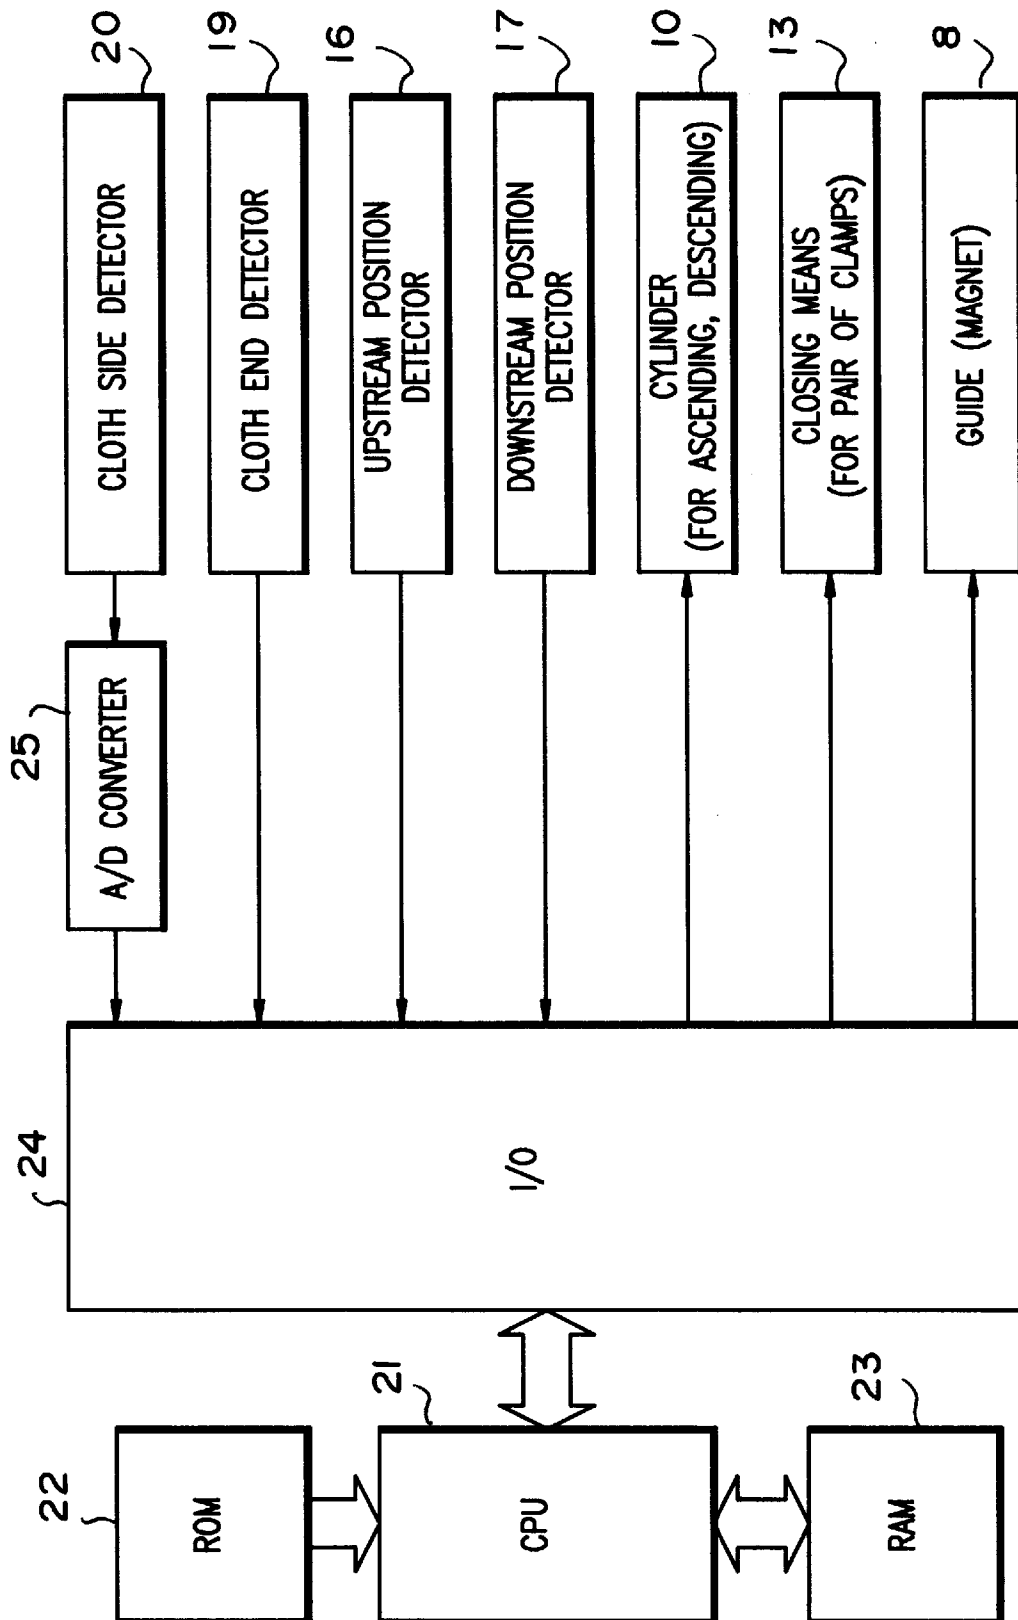 22
ROM
21
CPU
23
RAM
24
I/O
25
A/D CONVERTER
20
CLOTH SIDE DETECTOR
19
CLOTH END DETECTOR
16
UPSTREAM POSITION
DETECTOR
17
DOWNSTREAM POSITION
DETECTOR
10
CYLINDER
(FOR ASCENDING, DESCENDING)
13
CLOSING MEANS
(FOR PAIR OF CLAMPS)
8
GUIDE (MAGNET)